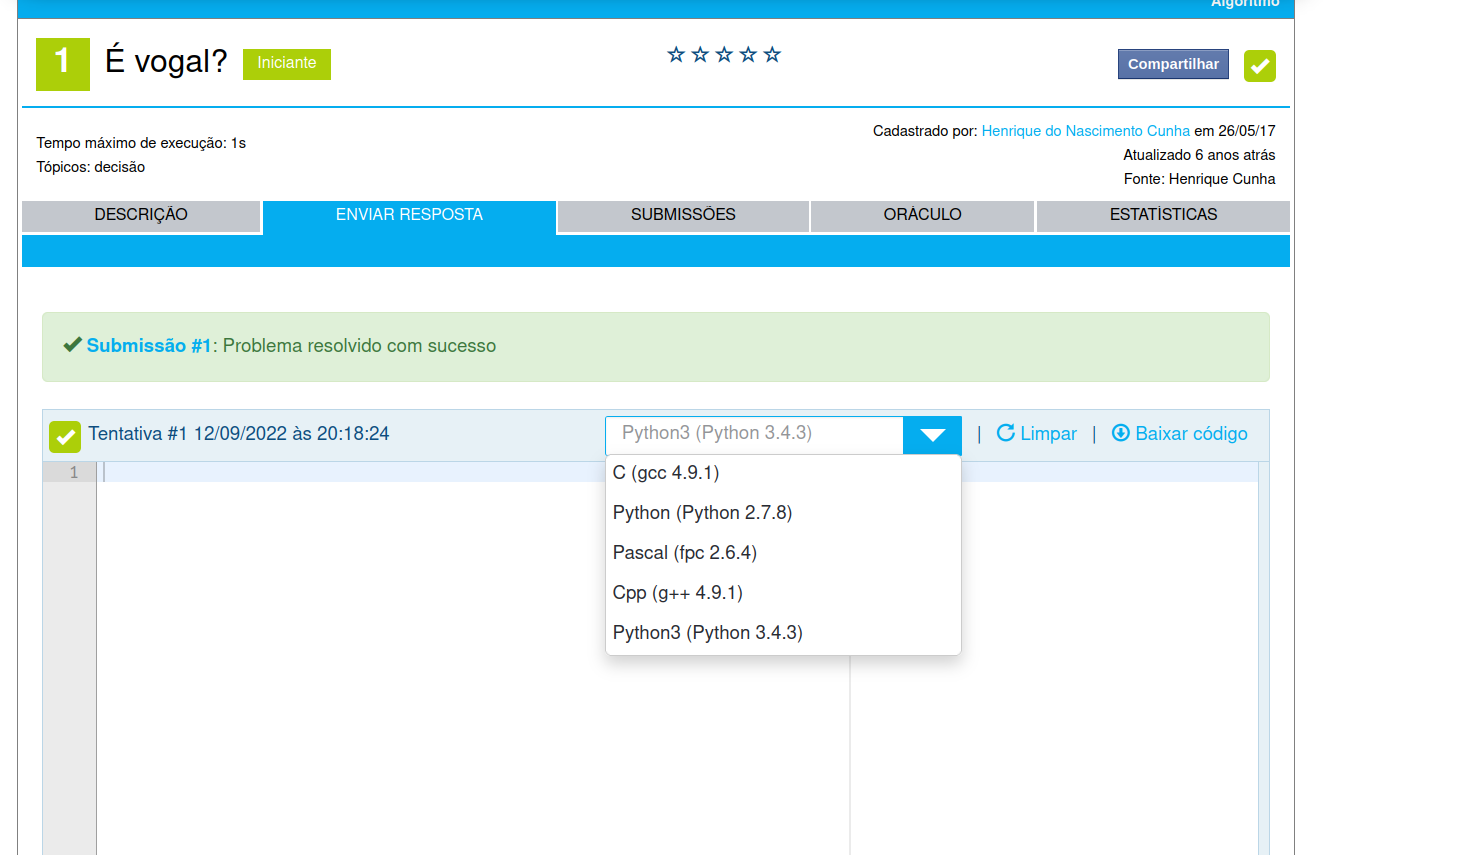 Algoritmo
1 É vogal? Iniciante
Compartilhar
Cadastrado por: Henrique do Nascimento Cunha em 26/05/17
Tempo máximo de execução: 1s
Atualizado 6 anos atrás
Tópicos: decisão
Fonte: Henrique Cunha
DESCRIÇÃO ENVIAR RESPOSTA SUBMISSÕES ORÁCULO ESTATÍSTICAS
Submissão #1: Problema resolvido com sucesso
Tentativa #1 12/09/2022 às 20:18:24 Python3 (Python 3.4.3) | Limpar | Baixar código
1
C (gcc 4.9.1)
Python (Python 2.7.8)
Pascal (fpc 2.6.4)
Cpp (g++ 4.9.1)
Python3 (Python 3.4.3)